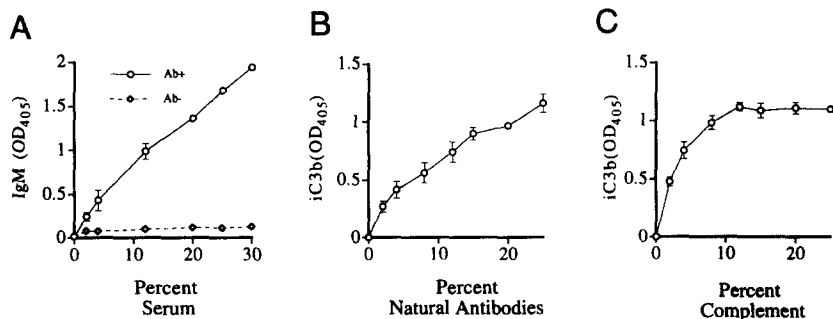 A
B
C
2
1.5
1
0.5
0
IgM (OD405)
Ab+
Ab-
0
10
20
30
Percent
Serum
1.5
1
0.5
0
iC3b(OD405)
0
10
20
Percent
Natural Antibodies
1.5
1
0.5
0
iC3b(OD405)
0
10
20
Percent
Complement